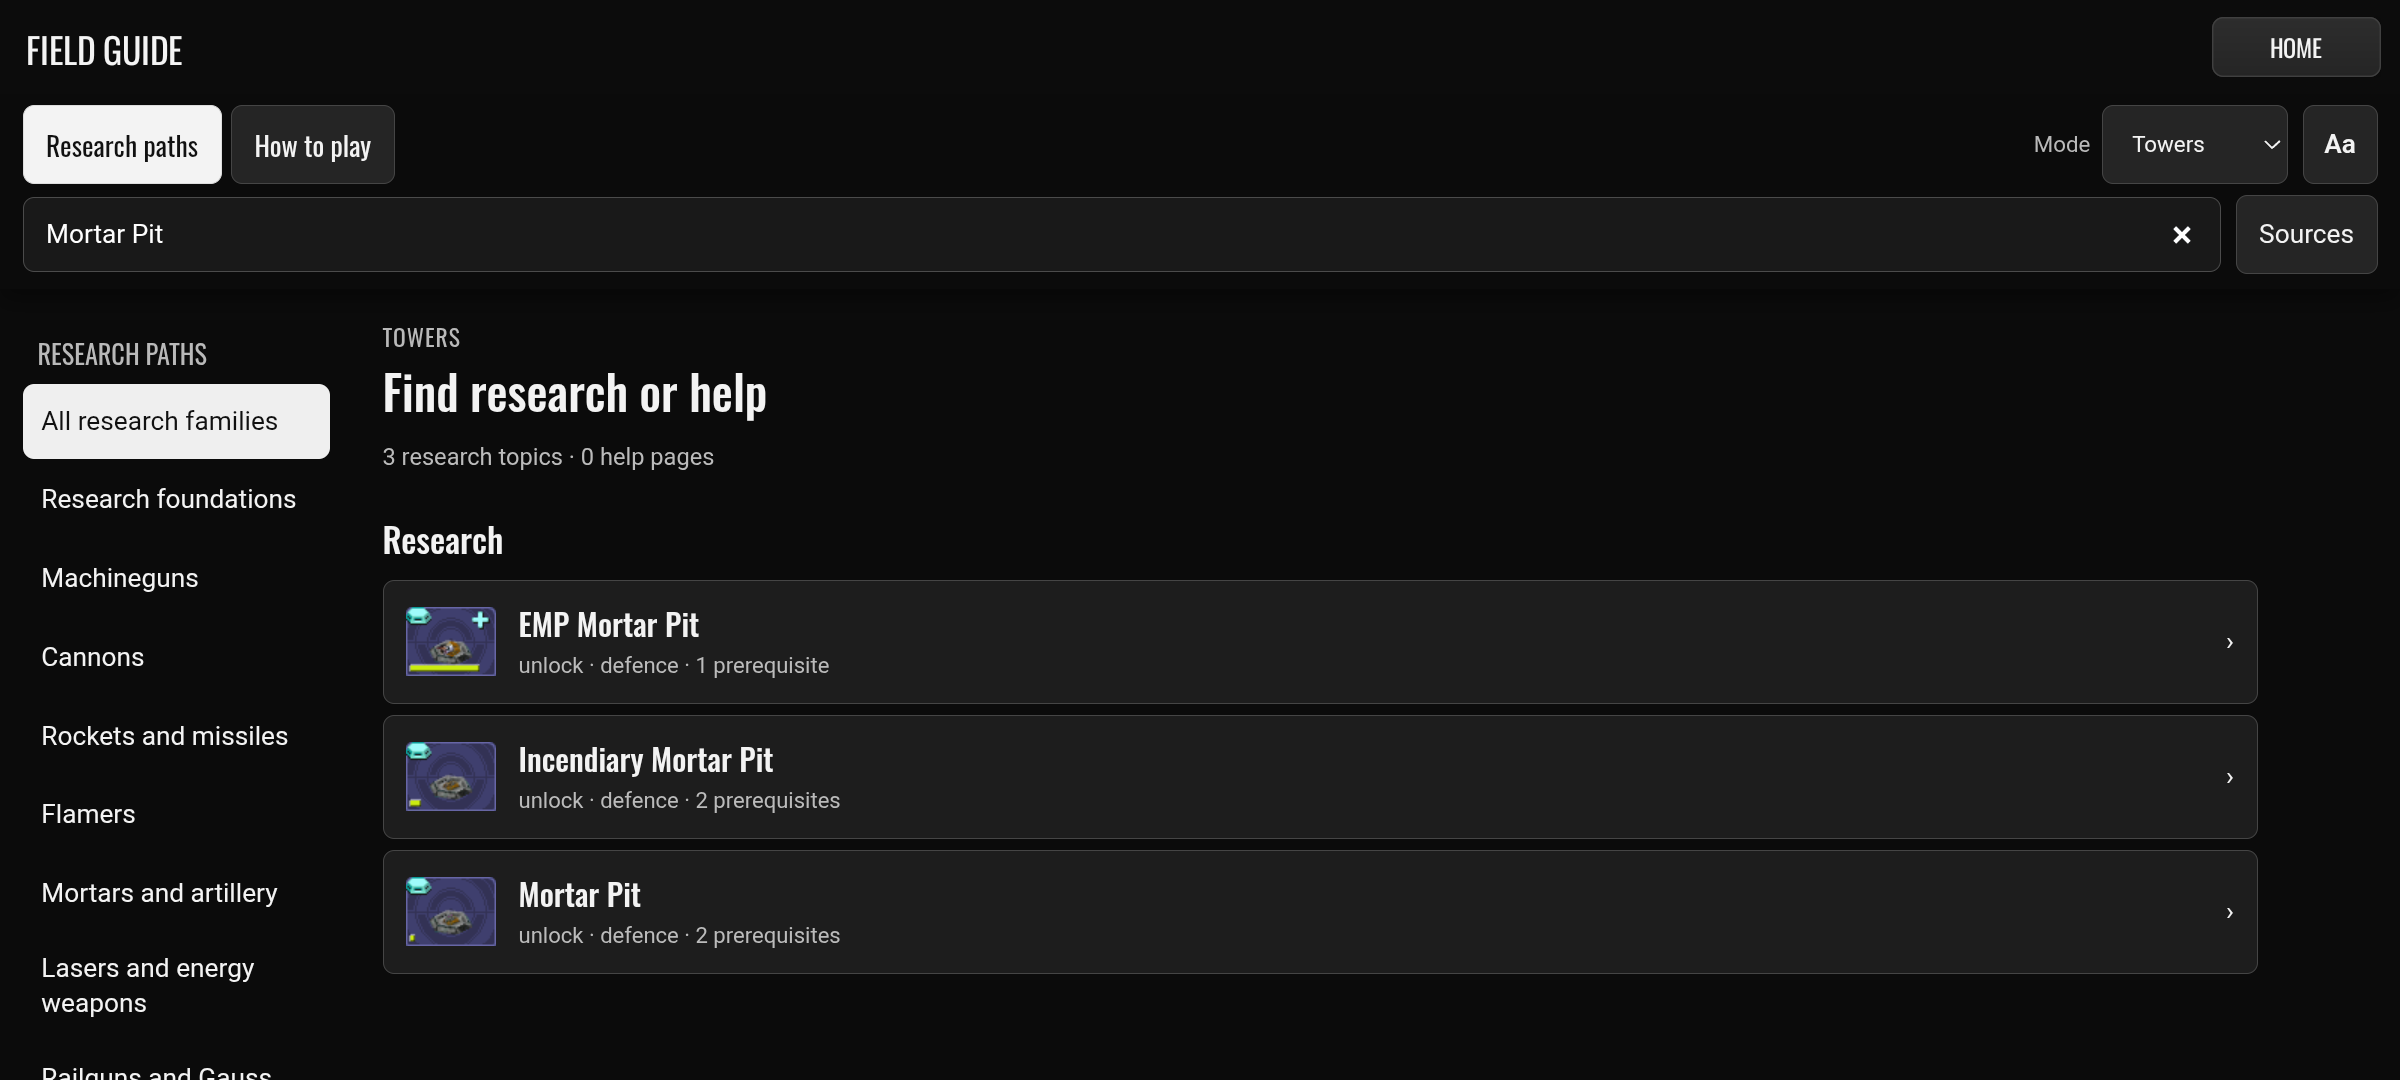 FIELD GUIDE
HOME
Research paths
How to play
Mode
Towers
Aa
Mortar Pit
Sources
RESEARCH PATHS
All research families
Research foundations
Machineguns
Cannons
Rockets and missiles
Flamers
Mortars and artillery
Lasers and energy
weapons
Railguns and Gauss
TOWERS
Find research or help
3 research topics · 0 help pages
Research
EMP Mortar Pit
unlock · defence · 1 prerequisite
Incendiary Mortar Pit
unlock · defence · 2 prerequisites
Mortar Pit
unlock · defence · 2 prerequisites